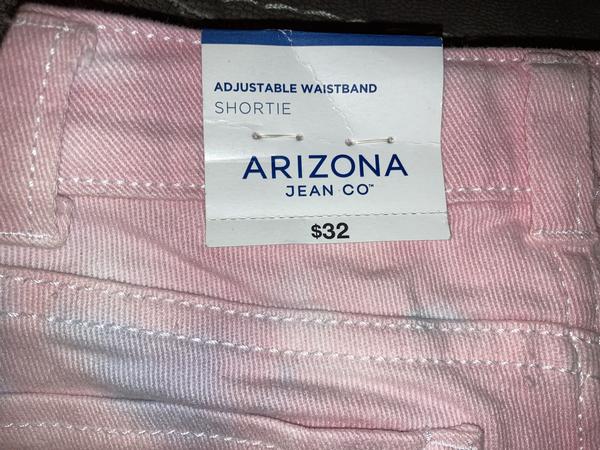 ADJUSTABLE WAISTBAND
SHORTIE
ARIZONA
JEAN CO™
$32